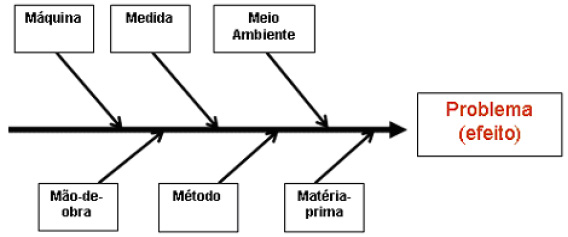 Máquina
Medida
Meio
Ambiente
Problema
(efeito)
Mão-de-
obra
Método
Matéria-
prima